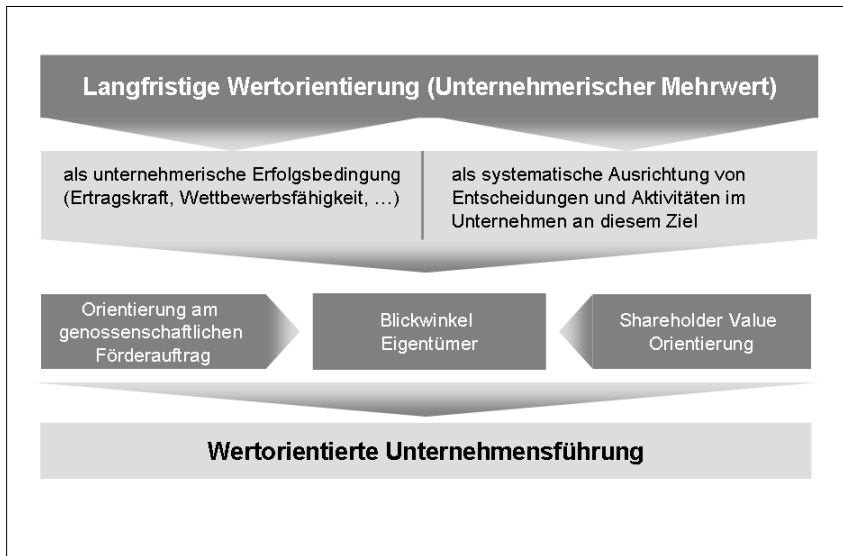 Langfristige Wertorientierung (Unternehmerischer Mehrwert)
als unternehmerische Erfolgsbedingung
(Ertragskraft, Wettbewerbsfähigkeit, …)
als systematische Ausrichtung von
Entscheidungen und Aktivitäten im
Unternehmen an diesem Ziel
Orientierung am
genossenschaftlichen
Förderauftrag
Blickwinkel
Eigentümer
Shareholder Value
Orientierung
Wertorientierte Unternehmensführung